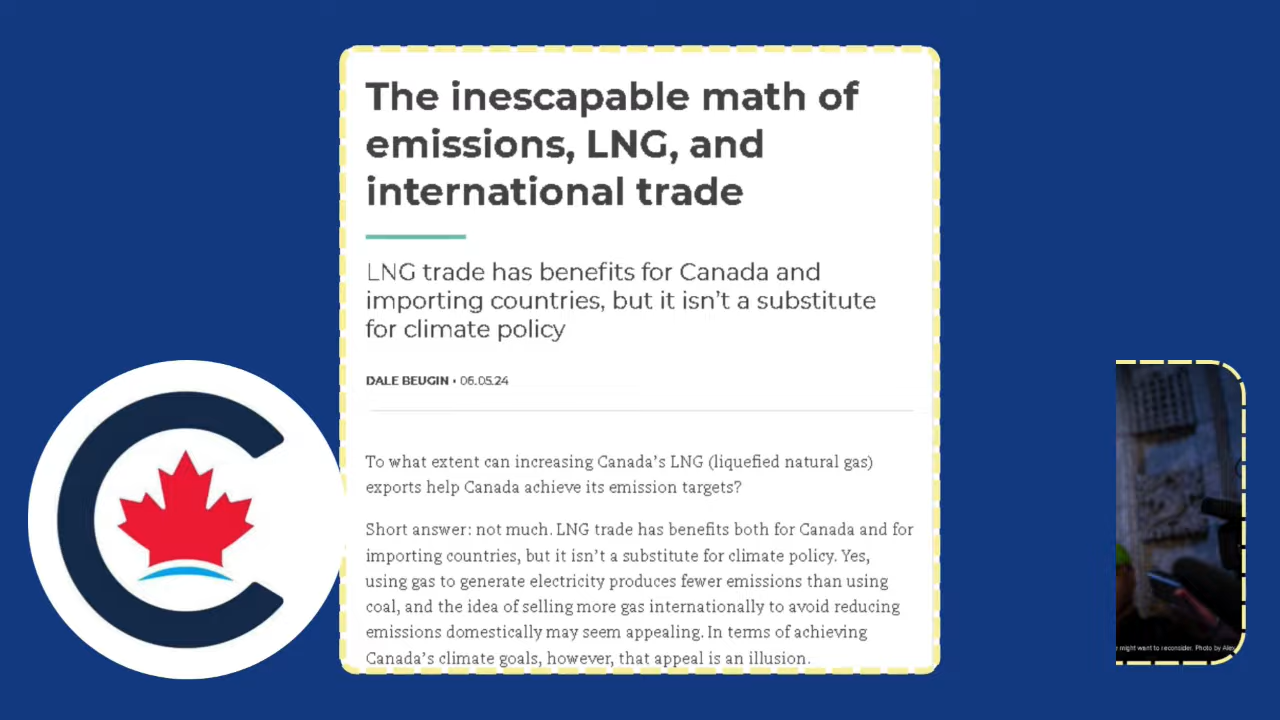 The inescapable math of
emissions, LNG, and
international trade
LNG trade has benefits for Canada and
importing countries, but it isn't a substitute
for climate policy
DALE BEUGIN • 06.05.24
To what extent can increasing Canada's LNG (liquefied natural gas)
exports help Canada achieve its emission targets?
Short answer: not much. LNG trade has benefits both for Canada and for
importing countries, but it isn't a substitute for climate policy. Yes,
using gas to generate electricity produces fewer emissions than using
coal, and the idea of selling more gas internationally to avoid reducing
emissions domestically may seem appealing. In terms of achieving
Canada's climate goals, however, that appeal is an illusion.
might want to reconsider. Photo by Alex